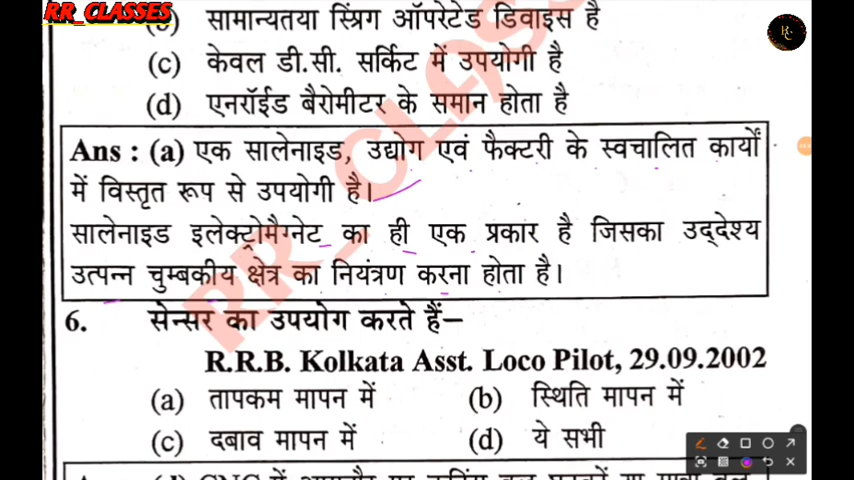 RR_CLASSES
(b) सामान्यतया स्प्रिंग ऑपरेटेड डिवाइस है
(c) केवल डी.सी. सर्किट में उपयोगी है
(d) एनरॉईड बैरोमीटर के समान होता है
Ans : (a) एक सालेनाइड, उद्योग एवं फैक्टरी के स्वचालित कार्यों
में विस्तृत रूप से उपयोगी है।
सालेनाइड इलेक्ट्रोमैग्नेट का ही एक प्रकार है जिसका उद्देश्य
उत्पन्न चुम्बकीय क्षेत्र का नियंत्रण करना होता है।
6. सेन्सर का उपयोग करते हैं–
R.R.B. Kolkata Asst. Loco Pilot, 29.09.2002
(a) तापकम मापन में (b) स्थिति मापन में
(c) दबाव मापन में (d) ये सभी
RR_CLASSES